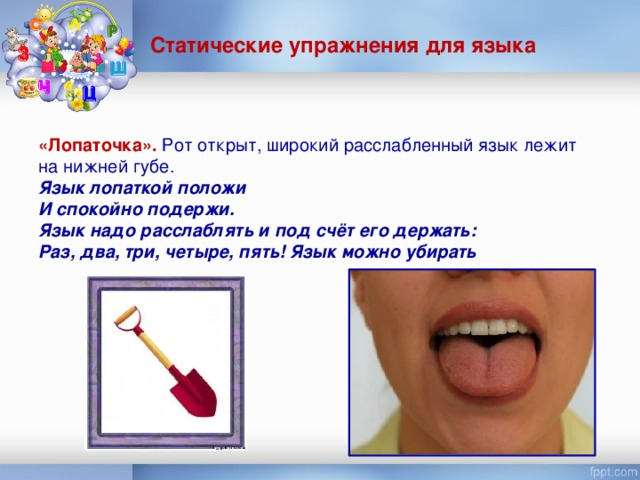 Статические упражнения для языка
«Лопаточка». Рот открыт, широкий расслабленный язык лежит
на нижней губе.
Язык лопаткой положи
И спокойно подержи.
Язык надо расслаблять и под счёт его держать:
Раз, два, три, четыре, пять! Язык можно убирать
fppt.com